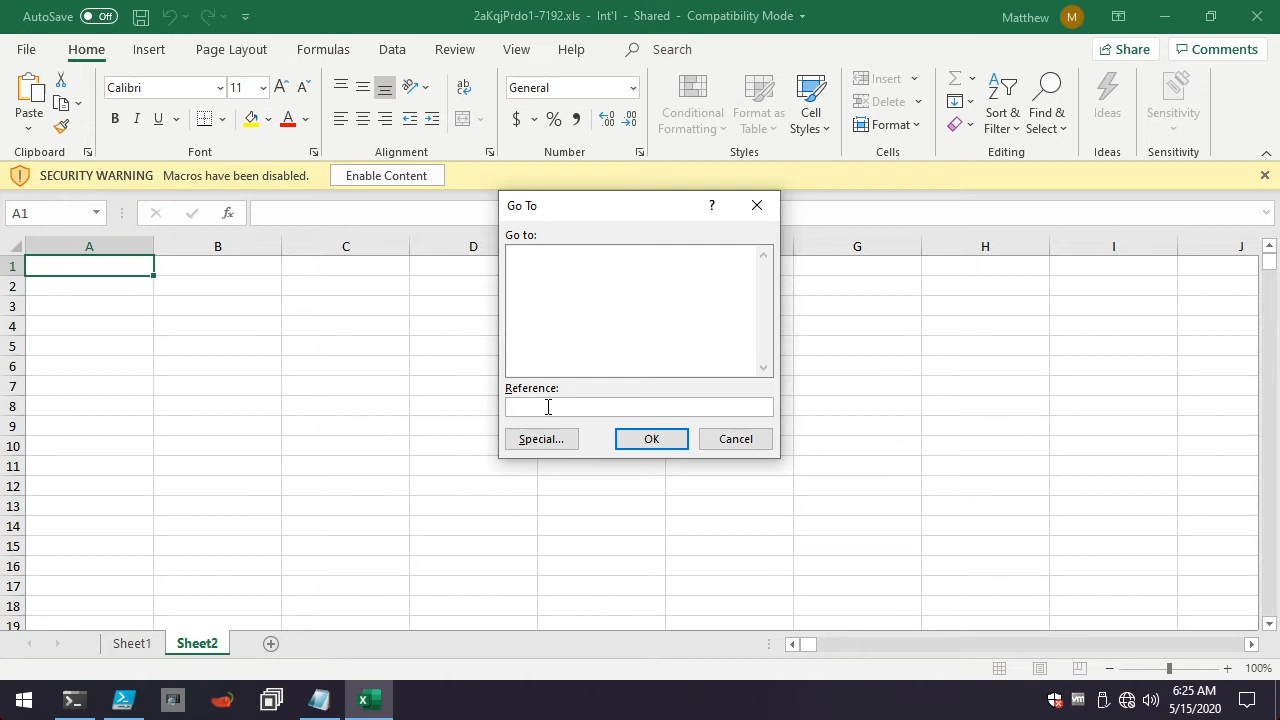 AutoSave Off 2aKqjPrdo1-7192.xls - Int'l - Shared - Compatibility Mode Matthew M
File Home Insert Page Layout Formulas Data Review View Help Search Share Comments
Paste Calibri 11 General Conditional Formatting Format as Table Cell Styles Insert Delete Format Sort & Filter Find & Select Ideas Sensitivity
Clipboard Font Alignment Number Styles Cells Editing Ideas Sensitivity
SECURITY WARNING Macros have been disabled. Enable Content
A1 fx
Go To ?
Go to:
Reference:
Special... OK Cancel
A B C D G H I J
1
2
3
4
5
6
7
8
9
10
11
12
13
14
15
16
17
18
19
Sheet1 Sheet2
100%
6:25 AM
5/15/2020